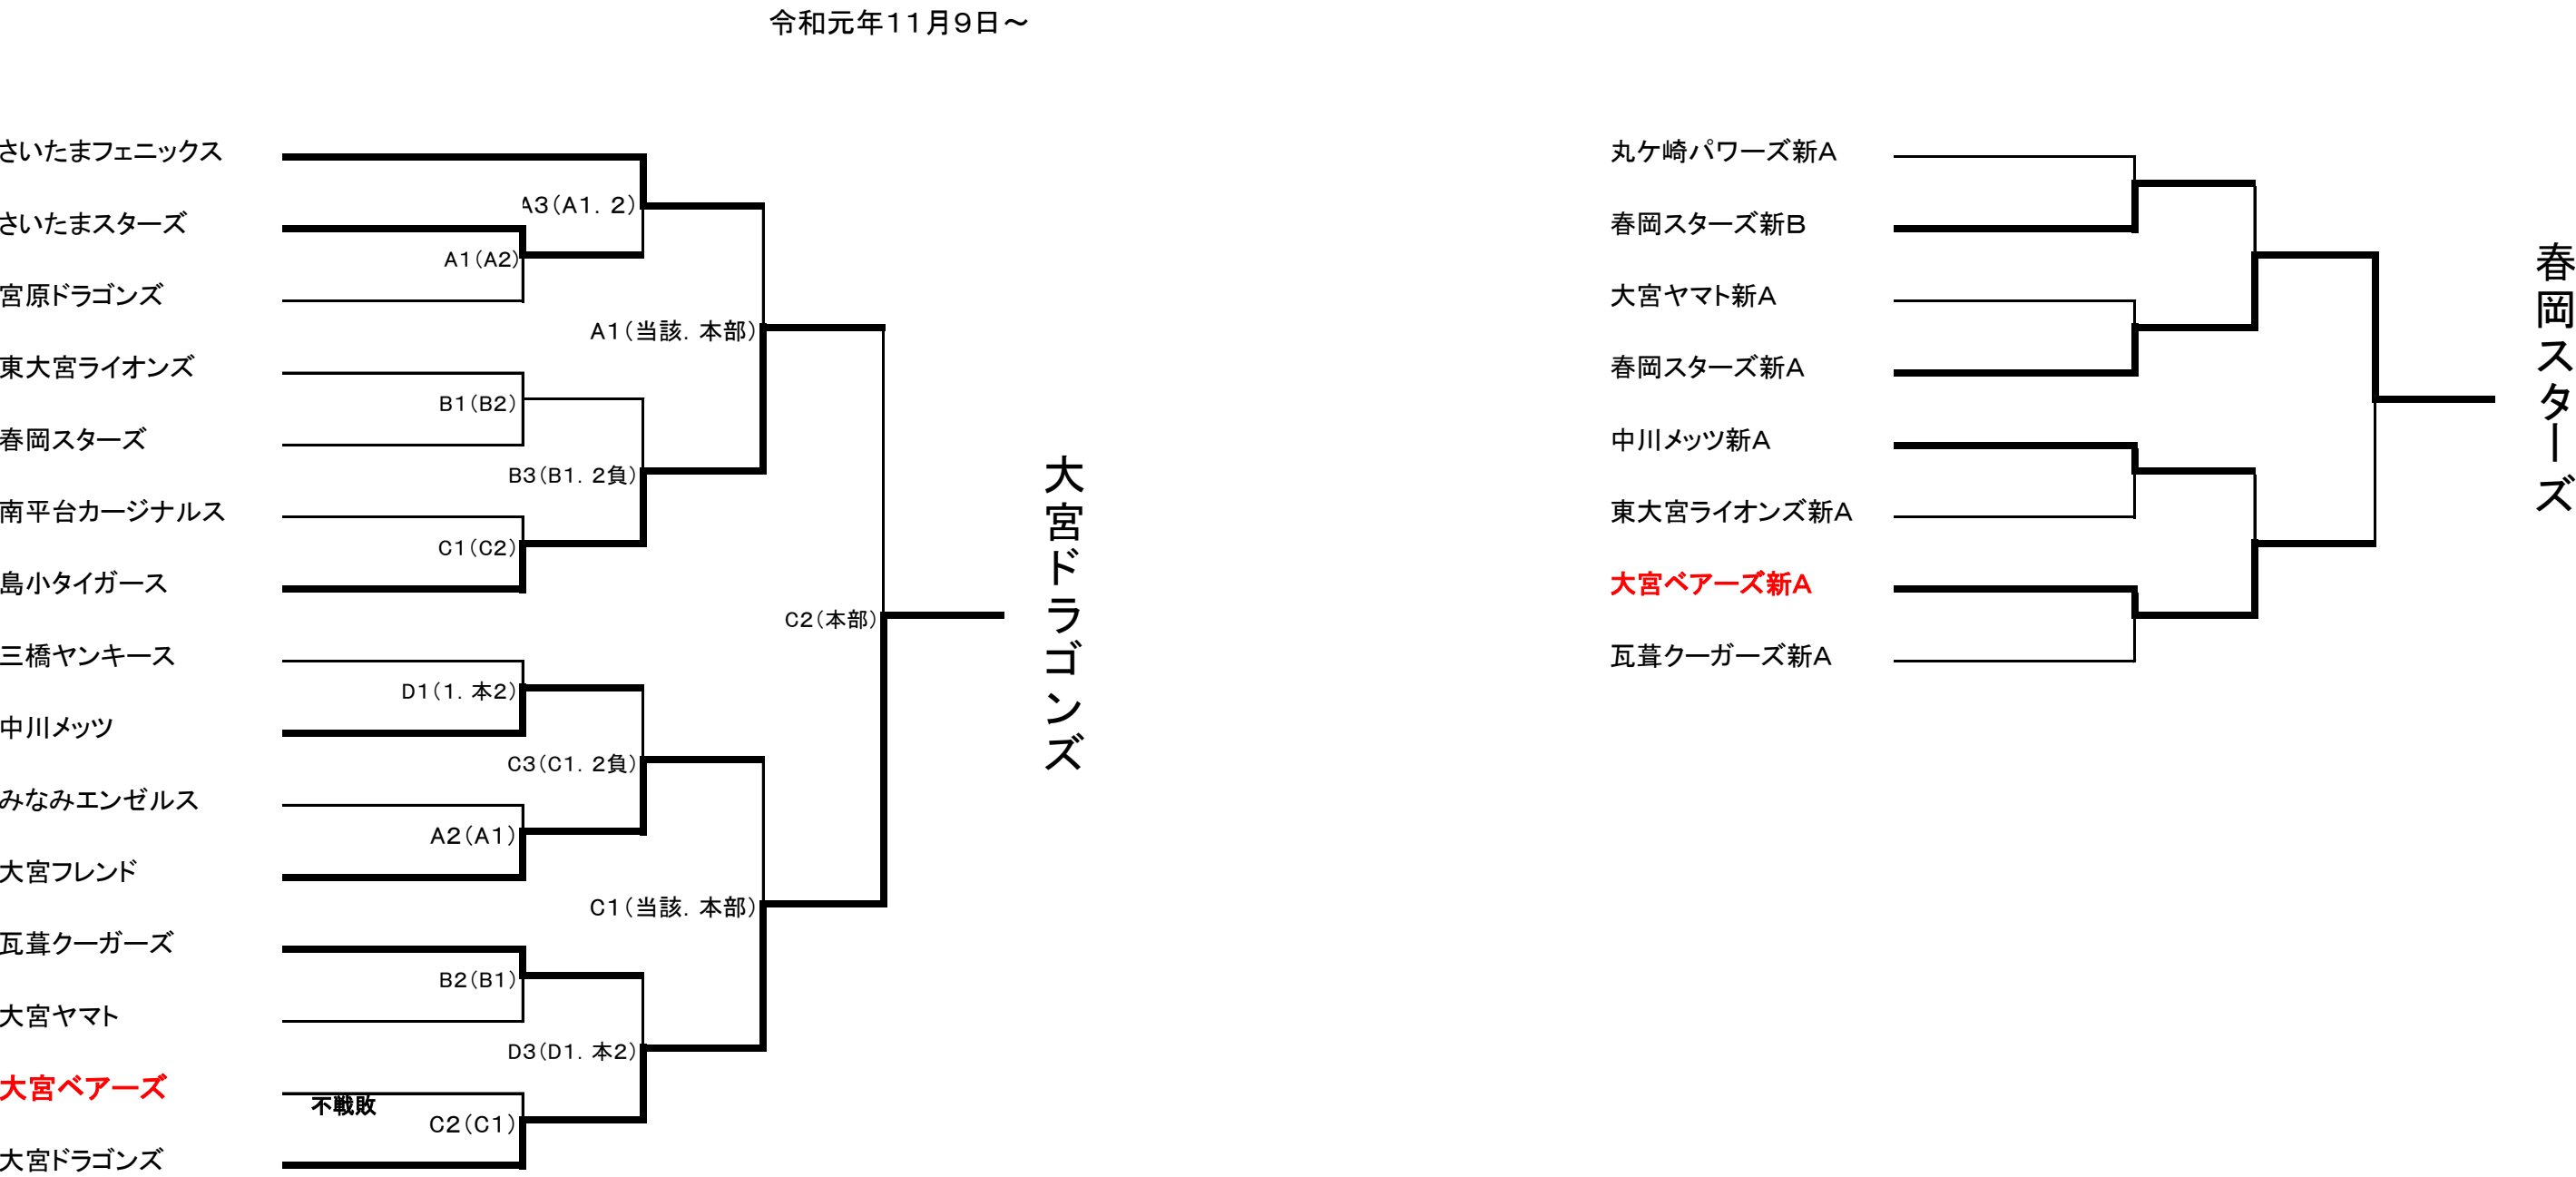 令和元年１１月９日～
さいたまフェニックス
A3（A1．2）
さいたまスターズ
A1（A2）
宮原ドラゴンズ
A1（当該．本部）
東大宮ライオンズ
B1（B2）
春岡スターズ
B3（B1．2負）
南平台カージナルス
C1（C2）
島小タイガース
C2（本部）
三橋ヤンキース
D1（1．本2）
中川メッツ
C3（C1．2負）
みなみエンゼルス
A2（A1）
大宮フレンド
C1（当該．本部）
瓦葺クーガーズ
B2（B1）
大宮ヤマト
D3（D1．本2）
大宮ベアーズ
不戦敗
C2（C1）
大宮ドラゴンズ
大宮ドラゴンズ
丸ケ崎パワーズ新A
春岡スターズ新B
大宮ヤマト新A
春岡スターズ新A
中川メッツ新A
東大宮ライオンズ新A
大宮ベアーズ新A
瓦葺クーガーズ新A
春岡スターズ